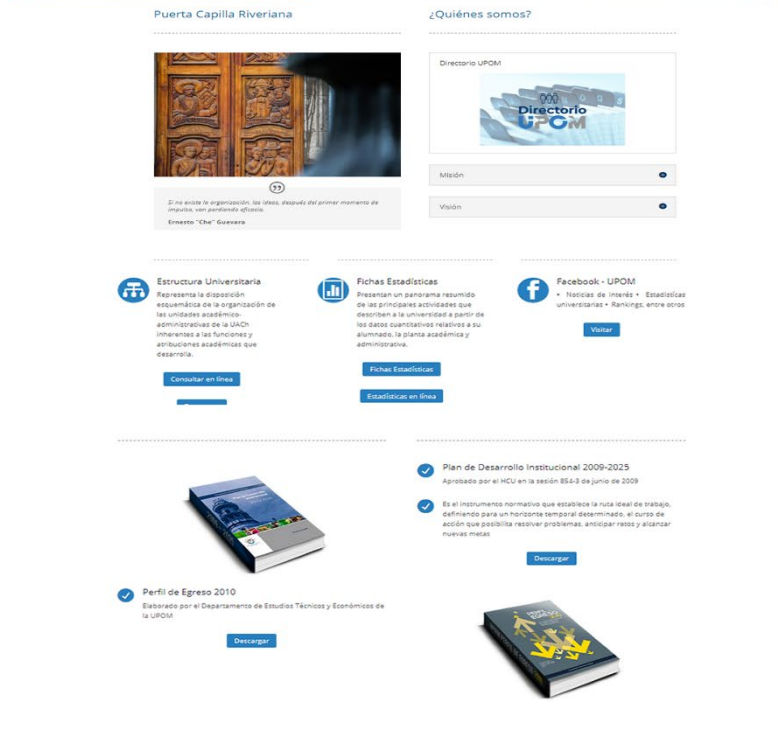 Puerta Capilla Riveriana
Si no existe la organización, las ideas, después del primer momento de
impulso, van perdiendo eficacia.
Ernesto "Che" Guevara
¿Quiénes somos?
Directorio UPOM
Directorio
UPOM
Misión
Visión
Estructura Universitaria
Representa la disposición
esquemática de la organización de
las unidades académico-
administrativas de la UACh
inherentes a las funciones y
atribuciones académicas que
desarrolla.
Consultar en línea
Fichas Estadísticas
Presentan un panorama resumido
de las principales actividades que
describen a la universidad a partir de
los datos cuantitativos relativos a su
alumnado, la planta académica y
administrativa.
Fichas Estadísticas
Estadísticas en línea
Facebook - UPOM
• Noticias de interés • Estadísticas
universitarias • Rankings, entre otros
Visitar
Perfil de Egreso 2010
Elaborado por el Departamento de Estudios Técnicos y Económicos de
la UPOM
Descargar
Plan de Desarrollo Institucional 2009-2025
Aprobado por el HCU en la sesión 854-3 de junio de 2009
Es el instrumento normativo que establece la ruta ideal de trabajo,
definiendo para un horizonte temporal determinado, el curso de
acción que posibilita resolver problemas, anticipar retos y alcanzar
nuevas metas
Descargar
PERFIL
EGRESO